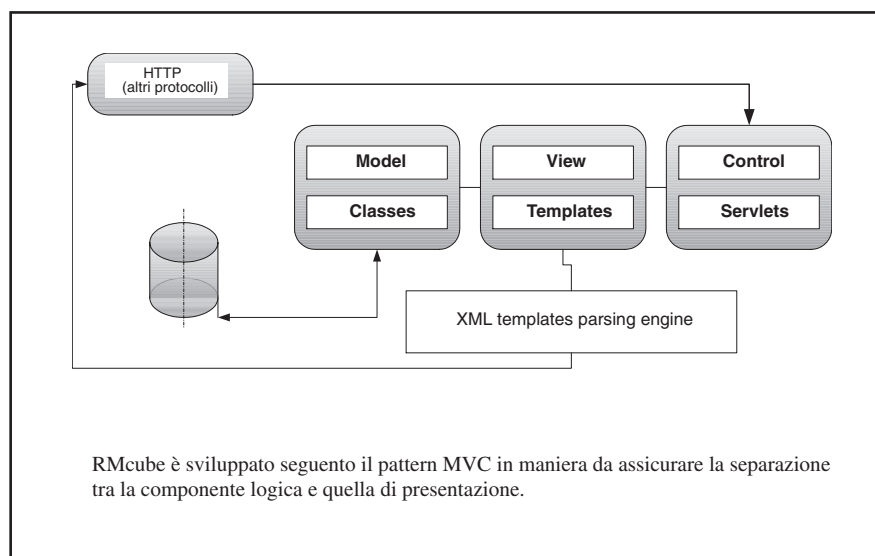 HTTP
(altri protocolli)
Model
View
Control
Classes
Templates
Servlets
XML templates parsing engine
RMcube è sviluppato seguento il pattern MVC in maniera da assicurare la separazione
tra la componente logica e quella di presentazione.